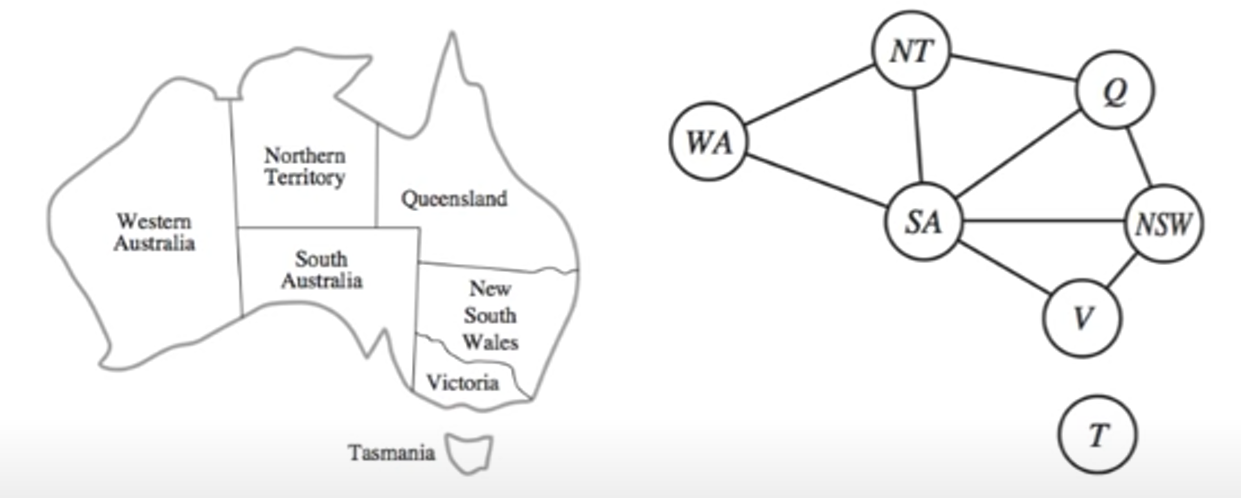 Northern
Territory
Western
Australia
Queensland
South
Australia
New
South
Wales
Victoria
Tasmania
NT
Q
WA
SA
NSW
V
T